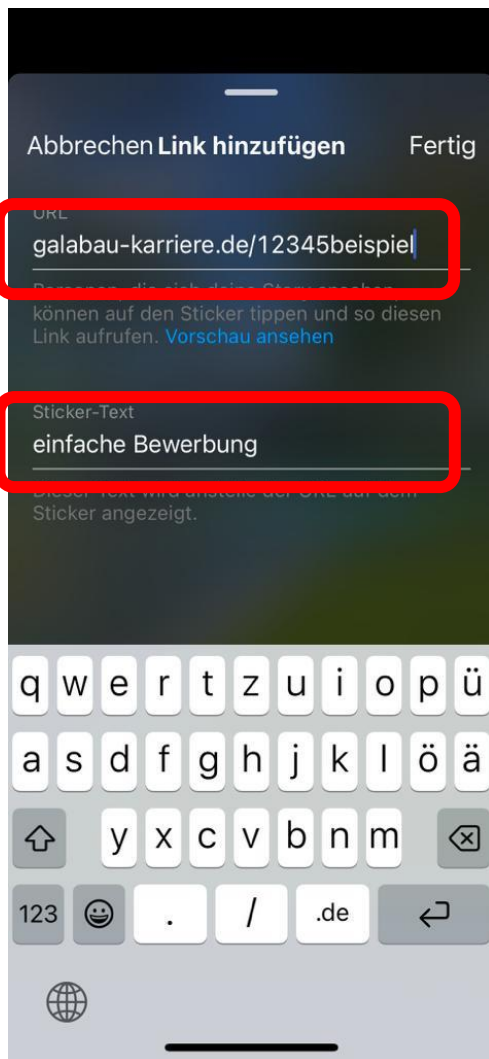 Abbrechen Link hinzufügen Fertig
URL
galabau-karriere.de/12345beispiel
Personen, die sich deine Story ansehen,
können auf den Sticker tippen und so diesen
Link aufrufen. Vorschau ansehen
Sticker-Text
einfache Bewerbung
Dieser Text wird anstelle der URL auf dem
Sticker angezeigt.
q w e r t z u i o p ü
a s d f g h j k l ö ä
y x c v b n m
123 . / .de